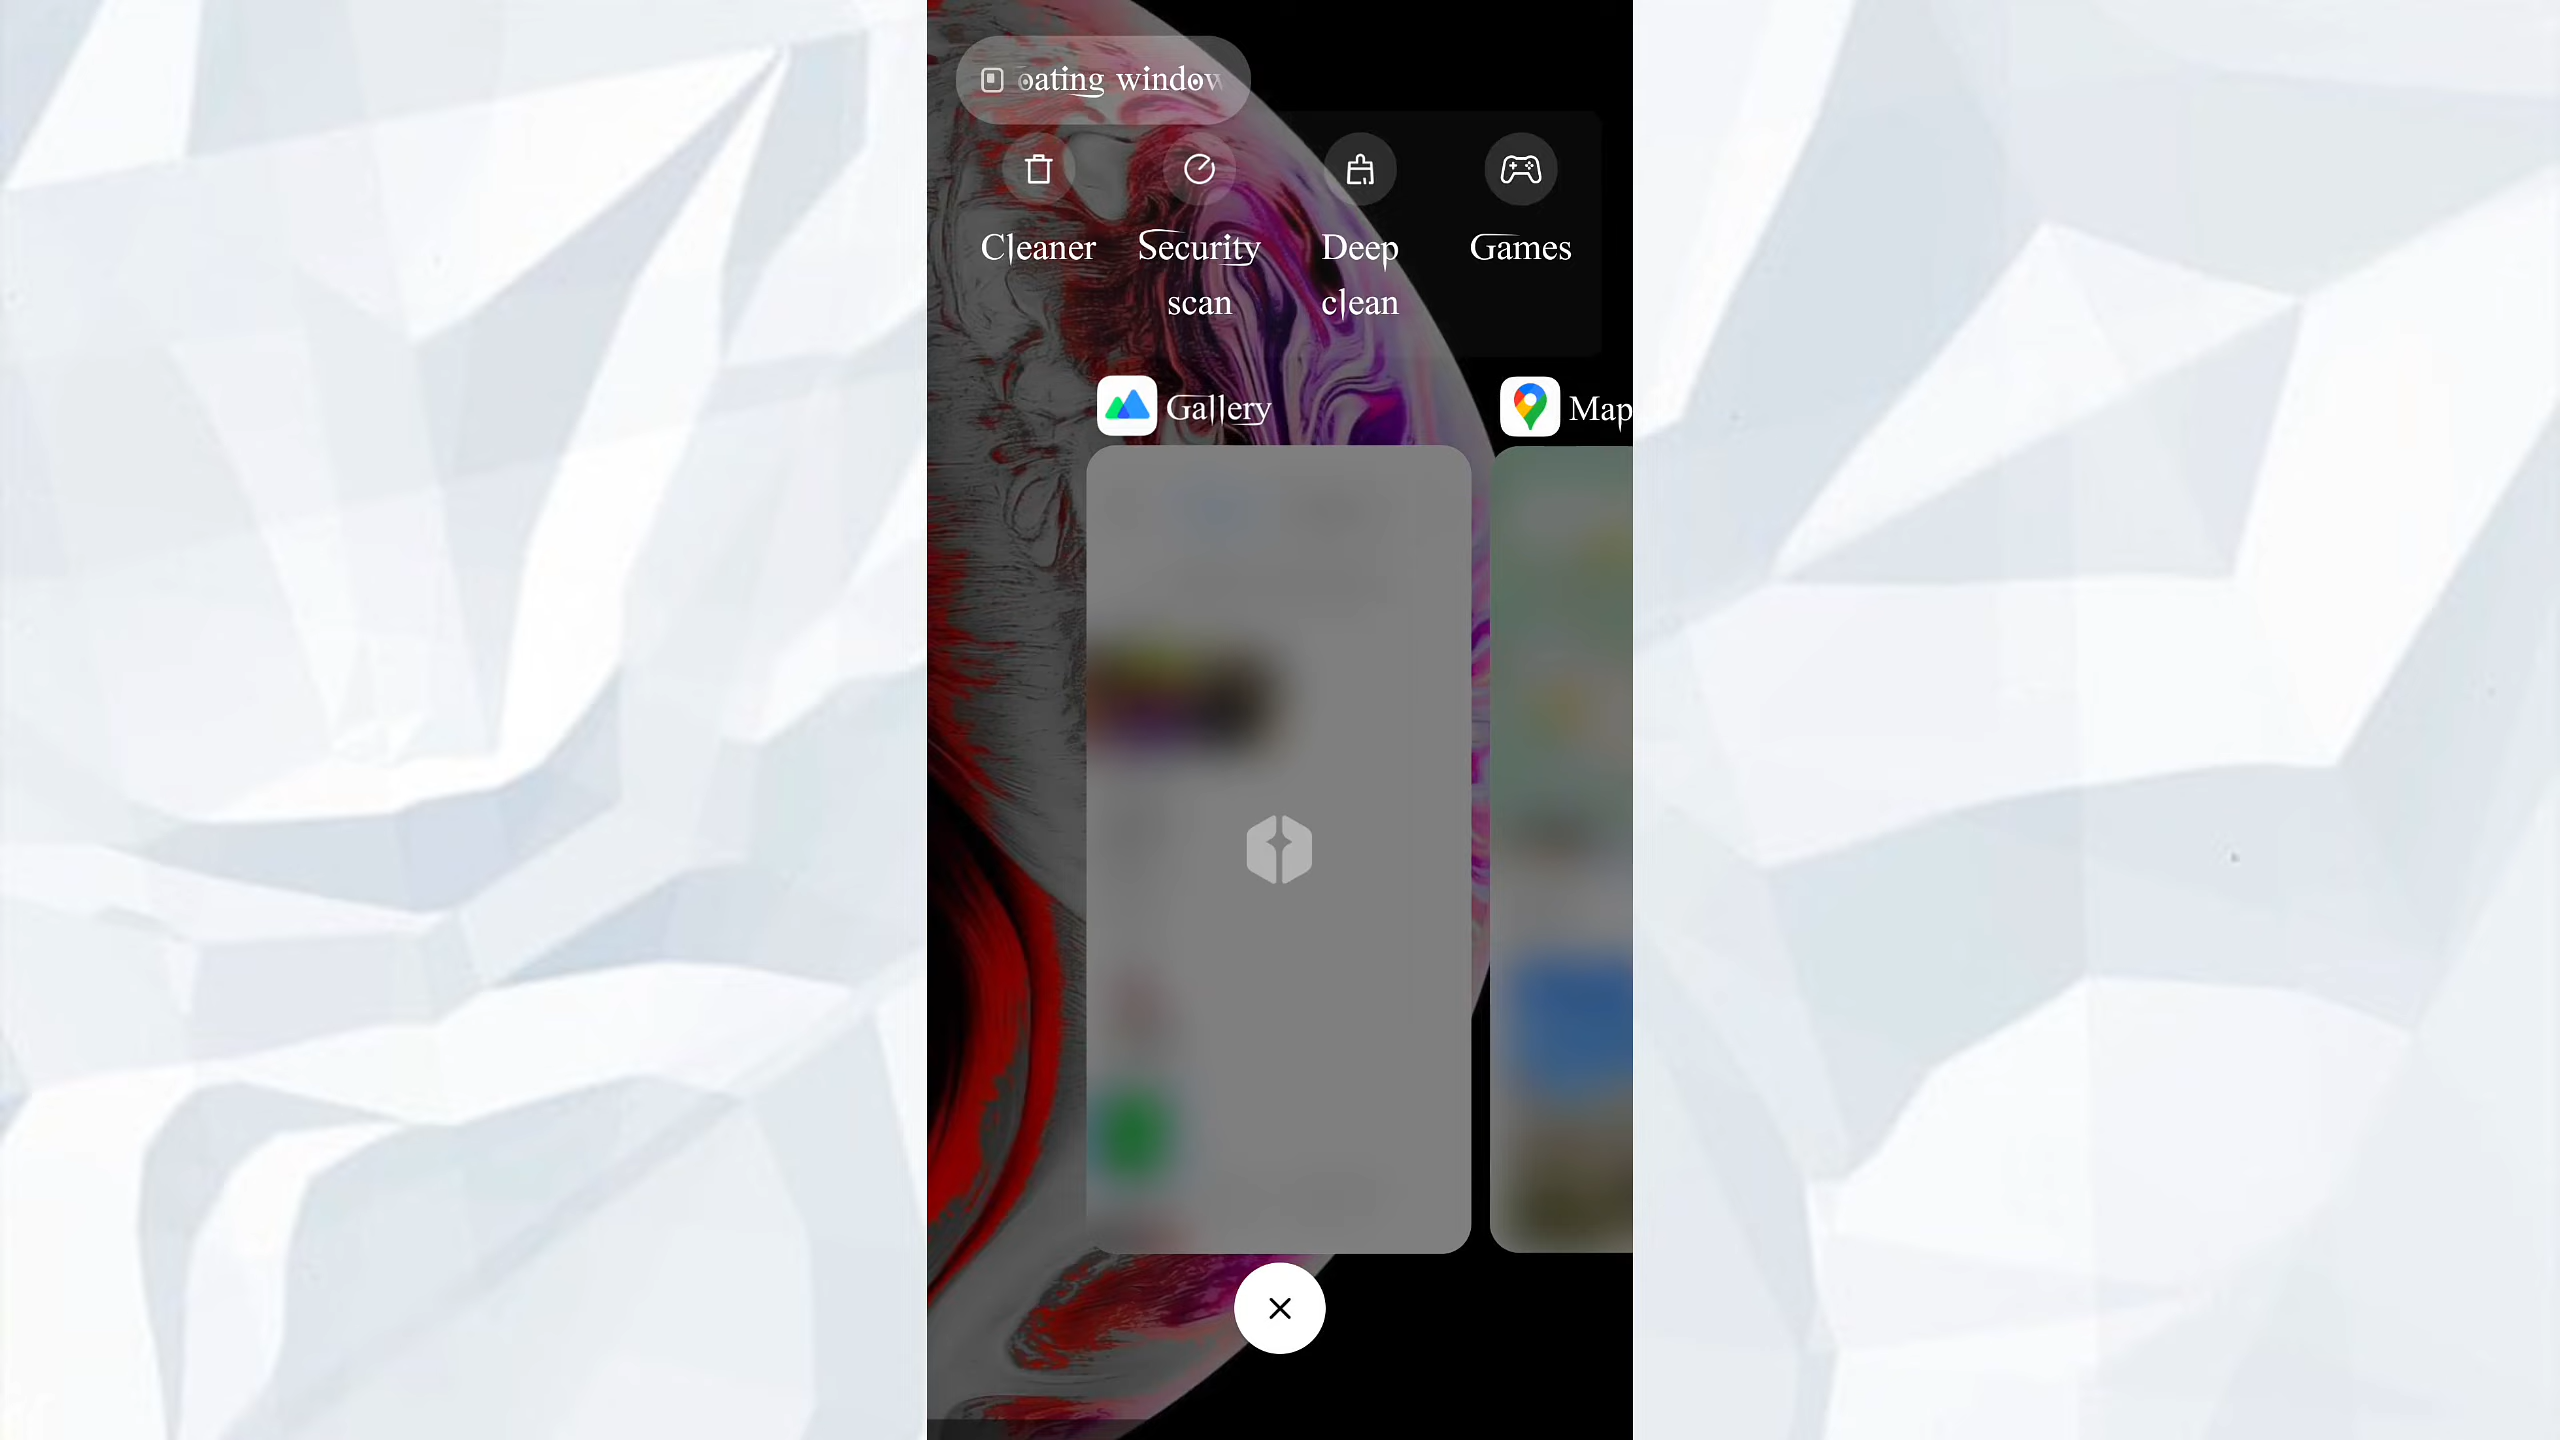 oating window
Cleaner
Security
scan
Deep
clean
Games
Gallery
Map